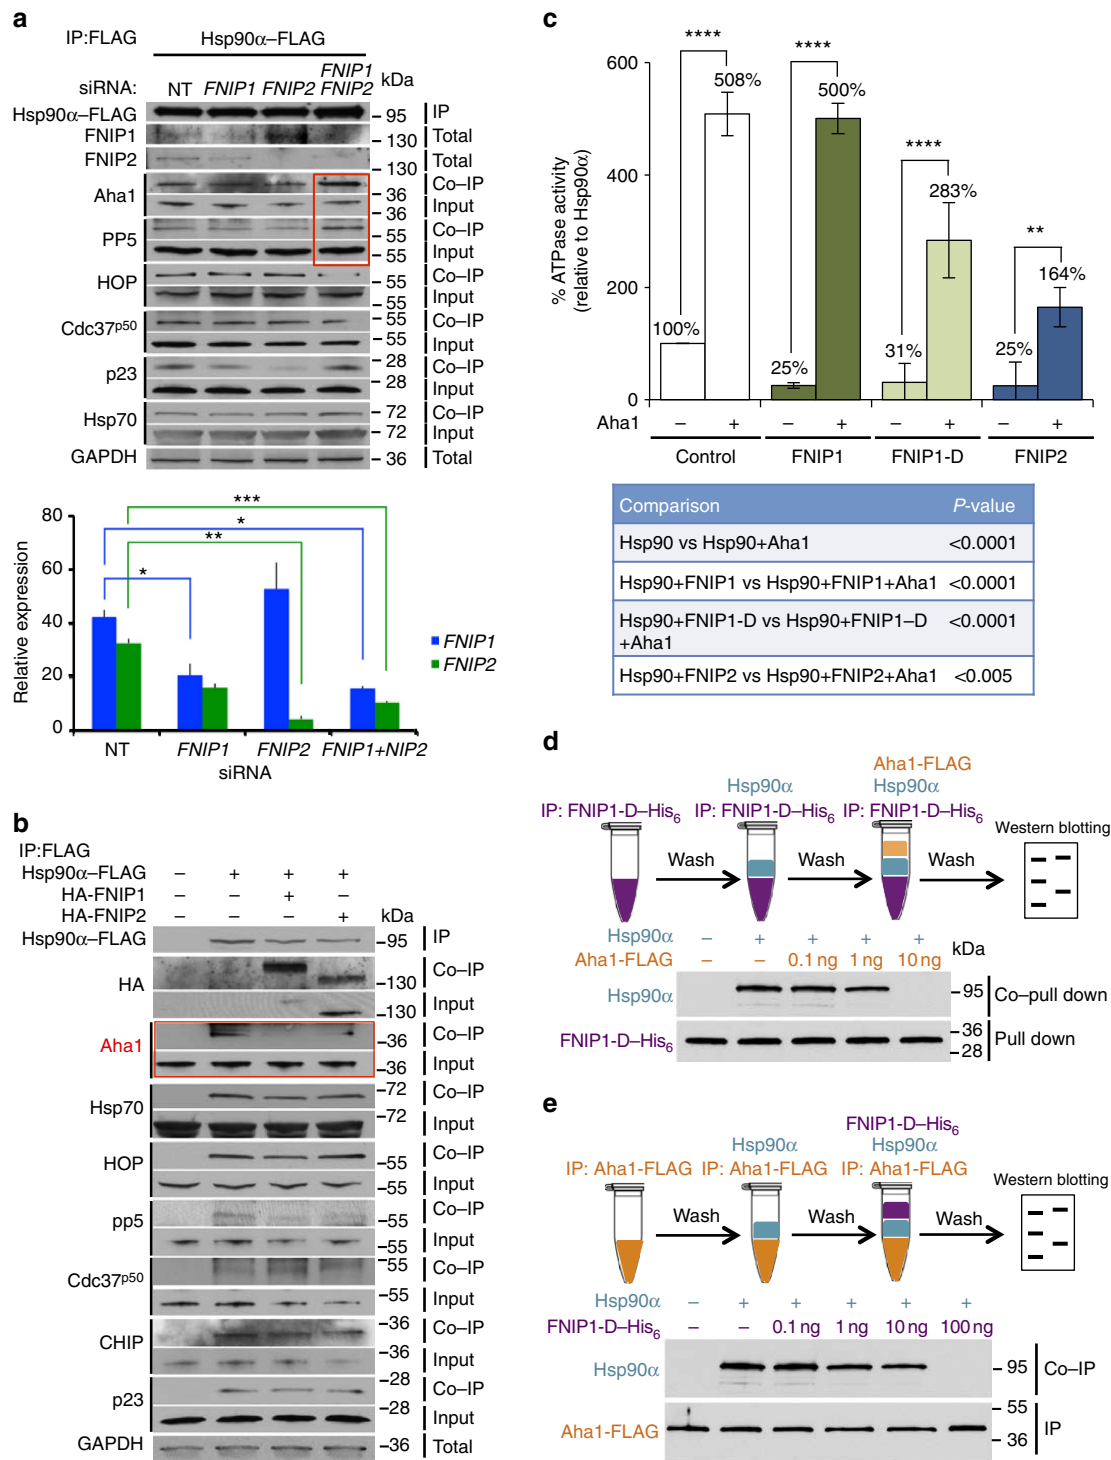 a
IP:FLAG
Hsp90α–FLAG
siRNA: NT FNIP1 FNIP2 FNIP1 FNIP2 kDa
Hsp90α–FLAG 95 IP
FNIP1 130 Total
FNIP2 130 Total
Aha1 36 Co–IP
36 Input
PP5 55 Co–IP
55 Input
HOP Co–IP
55 Input
Cdc37p50 55 Co–IP
55 Input
p23 28 Co–IP
28 Input
Hsp70 72 Co–IP
72 Input
GAPDH 36 Total
Relative expression
80
60
40
20
0
***
*
**
*
FNIP1
FNIP2
NT FNIP1 FNIP2 FNIP1+NIP2
siRNA
b
IP:FLAG
Hsp90α–FLAG – + + +
HA-FNIP1 – – + –
HA-FNIP2 – – – + kDa
Hsp90α–FLAG 95 IP
HA 130 Co–IP
130 Input
Aha1 36 Co–IP
36 Input
Hsp70 72 Co–IP
72 Input
HOP 55 Co–IP
55 Input
pp5 55 Co–IP
55 Input
Cdc37p50 55 Co–IP
55 Input
CHIP 36 Co–IP
36 Input
p23 28 Co–IP
28 Input
GAPDH 36 Total
c
% ATPase activity
(relative to Hsp90α)
600
400
200
0
**** **** **** **
100% 508% 25% 500% 31% 283% 25% 164%
Aha1 – + – + – + – +
Control FNIP1 FNIP1-D FNIP2
Comparison P-value
Hsp90 vs Hsp90+Aha1 <0.0001
Hsp90+FNIP1 vs Hsp90+FNIP1+Aha1 <0.0001
Hsp90+FNIP1-D vs Hsp90+FNIP1–D <0.0001
+Aha1
Hsp90+FNIP2 vs Hsp90+FNIP2+Aha1 <0.005
d
Aha1-FLAG
Hsp90α Hsp90α
IP: FNIP1-D–His6 IP: FNIP1-D–His6 IP: FNIP1-D–His6
Western blotting
Wash Wash Wash
Hsp90α – + + + +
Aha1-FLAG – – 0.1 ng 1 ng 10 ng kDa
Hsp90α 95 Co–pull down
FNIP1-D–His6 36 28 Pull down
e
FNIP1-D–His6
Hsp90α Hsp90α
IP: Aha1-FLAG IP: Aha1-FLAG IP: Aha1-FLAG
Western blotting
Wash Wash Wash
Hsp90α – + + + + +
FNIP1-D–His6 – – 0.1 ng 1 ng 10 ng 100 ng
Hsp90α 95 Co–IP
Aha1-FLAG 55 36 IP